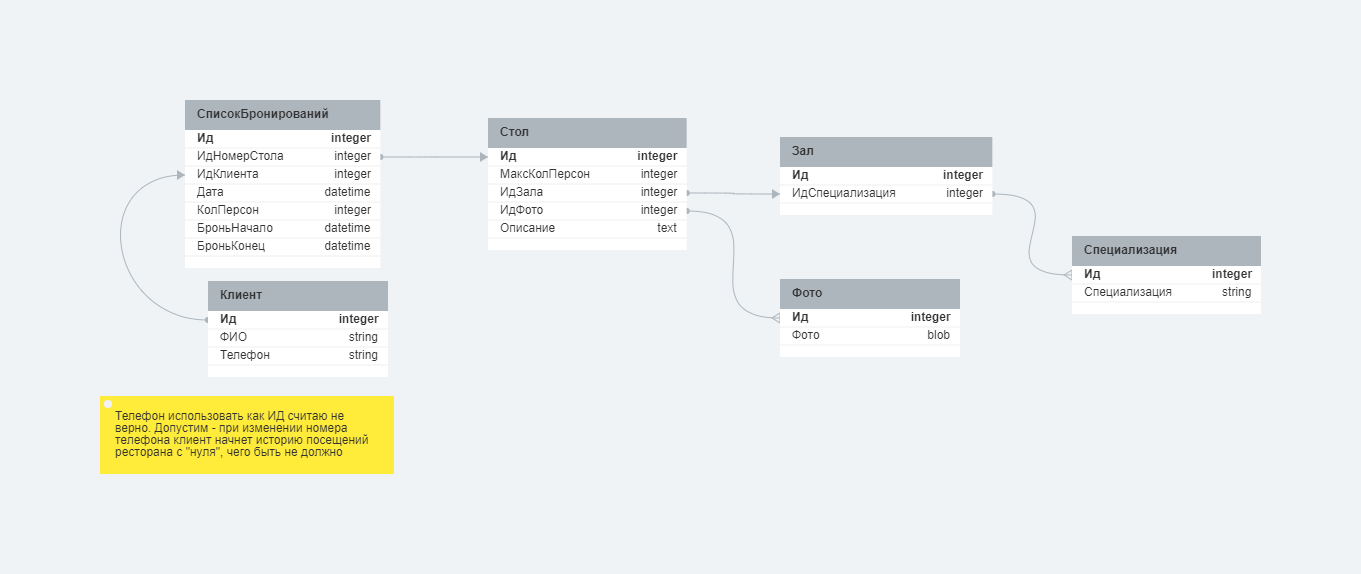 СписокБронирований
Ид integer
ИдНомерСтола integer
ИдКлиента integer
Дата datetime
КолПерсон integer
БроньНачало datetime
БроньКонец datetime
Клиент
Ид integer
ФИО string
Телефон string
Телефон использовать как ИД считаю не
верно. Допустим - при изменении номера
телефона клиент начнет историю посещений
ресторана с "нуля", чего быть не должно
Стол
Ид integer
МаксКолПерсон integer
ИдЗала integer
ИдФото integer
Описание text
Зал
Ид integer
ИдСпециализация integer
Фото
Ид integer
Фото blob
Специализация
Ид integer
Специализация string